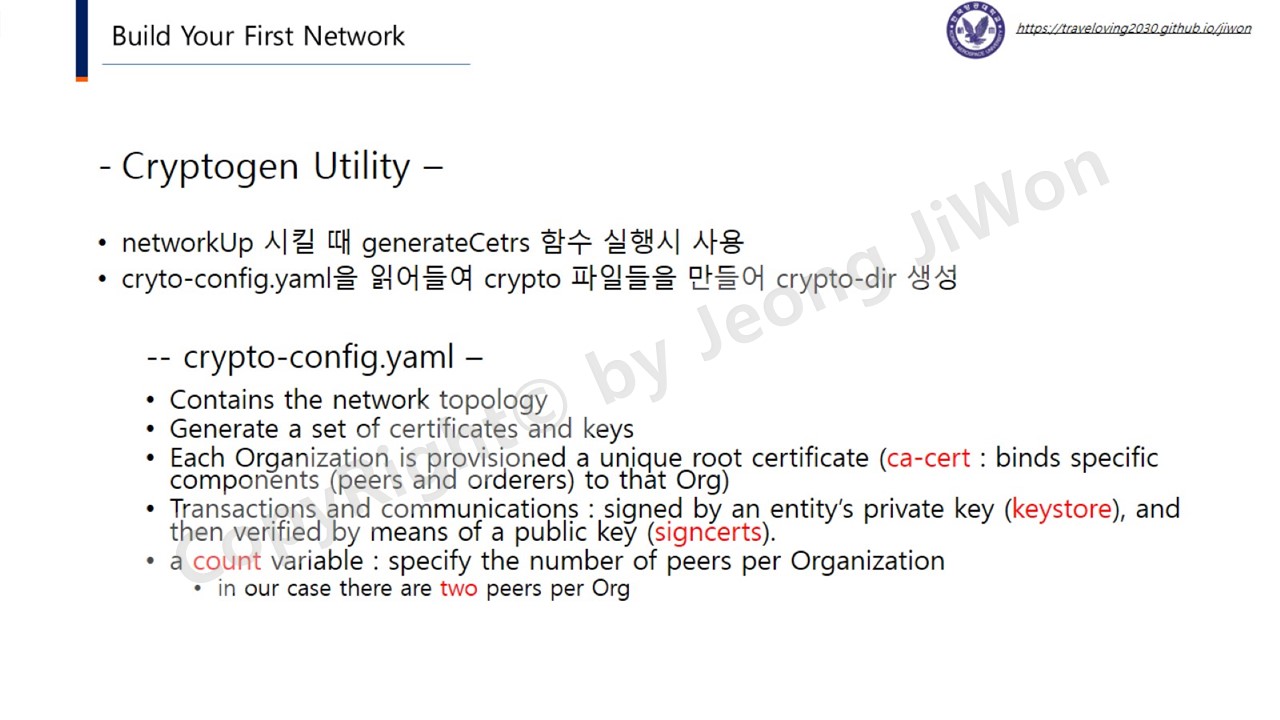 Build Your First Network
https://traveloving2030.github.io/jiwon
- Cryptogen Utility –
• networkUp 시킬 때 generateCetrs 함수 실행시 사용
• cryto-config.yaml을 읽어들여 crypto 파일들을 만들어 crypto-dir 생성
-- crypto-config.yaml –
• Contains the network topology
• Generate a set of certificates and keys
• Each Organization is provisioned a unique root certificate (ca-cert : binds specific
components (peers and orderers) to that Org)
• Transactions and communications : signed by an entity’s private key (keystore), and
then verified by means of a public key (signcerts).
• a count variable : specify the number of peers per Organization
• in our case there are two peers per Org
CopyRight© by Jeong JiWon